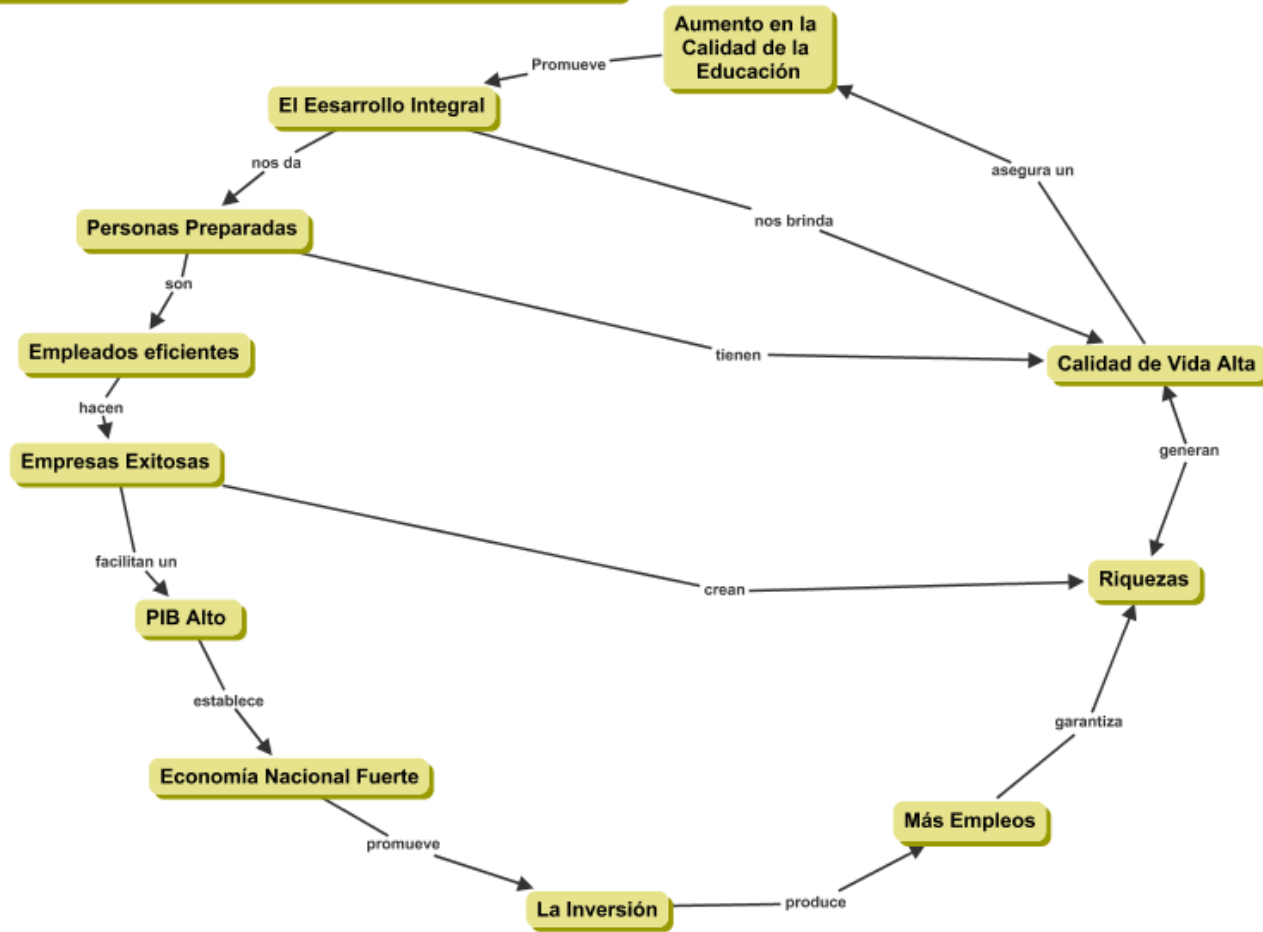 Aumento en la
Calidad de la
Educación
Promueve
El Eesarrollo Integral
asegura un
nos da
nos brinda
Personas Preparadas
son
Empleados eficientes
tienen
Calidad de Vida Alta
hacen
Empresas Exitosas
generan
facilitan un
crean
Riquezas
PIB Alto
establece
garantiza
Economía Nacional Fuerte
Más Empleos
promueve
La Inversión
produce